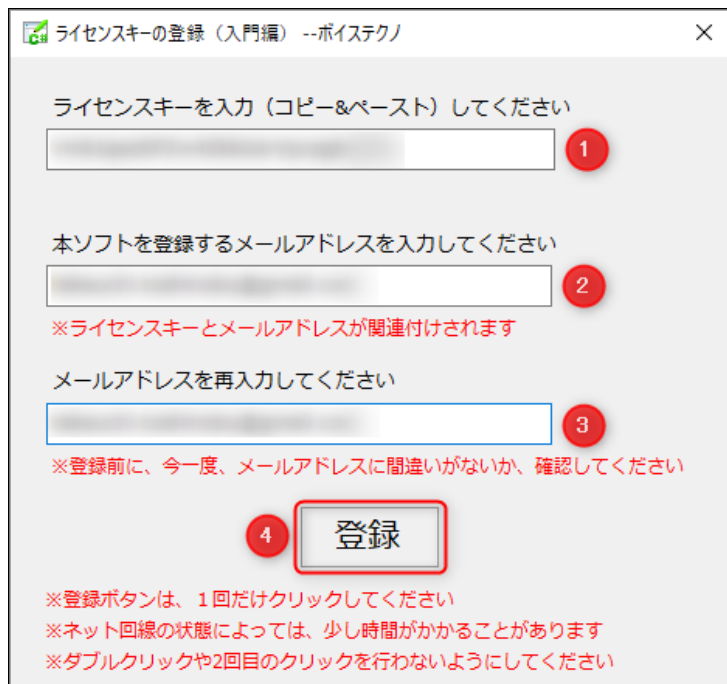 ライセンスキーの登録（入門編） --ボイステクノ
ライセンスキーを入力（コピー&ペースト）してください
1
本ソフトを登録するメールアドレスを入力してください
2
※ライセンスキーとメールアドレスが関連付けされます
メールアドレスを再入力してください
3
※登録前に、今一度、メールアドレスに間違いがないか、確認してください
4 登録
※登録ボタンは、１回だけクリックしてください
※ネット回線の状態によっては、少し時間がかかることがあります
※ダブルクリックや2回目のクリックを行わないようにしてください